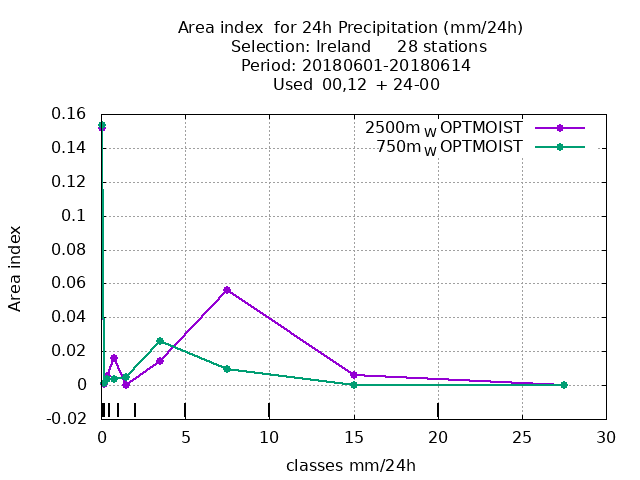 Area index  for 24h Precipitation (mm/24h)
Selection: Ireland     28 stations
Period: 20180601-20180614
Used  00,12  + 24-00
2500m W OPTMOIST
750m W OPTMOIST
0.16
0.14
0.12
0.1
0.08
0.06
0.04
0.02
0
-0.02
Area index
0 5 10 15 20 25 30
classes mm/24h